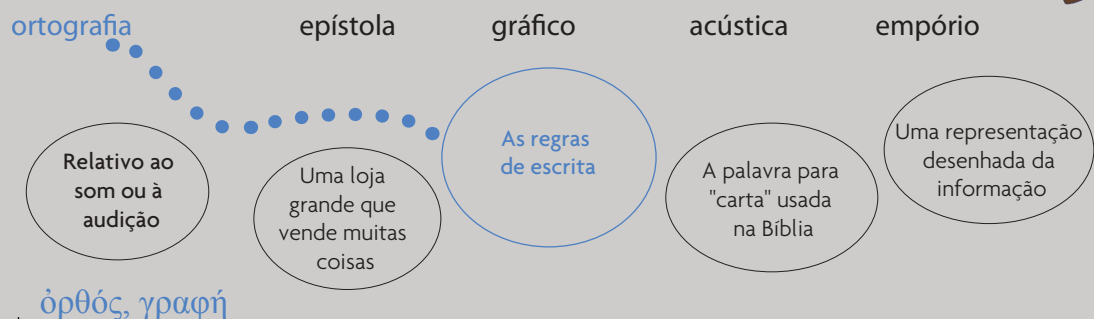 ortografia epístola gráfico acústica empório
Relativo ao
som ou à
audição
Uma loja
grande que
vende muitas
coisas
As regras
de escrita
A palavra para
"carta" usada
na Bíblia
Uma representação
desenhada da
informação
ὀρθός, γραφή